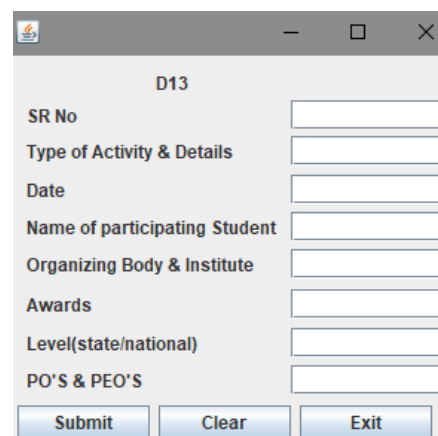 D13
SR No
Type of Activity & Details
Date
Name of participating Student
Organizing Body & Institute
Awards
Level(state/national)
PO'S & PEO'S
Submit Clear Exit